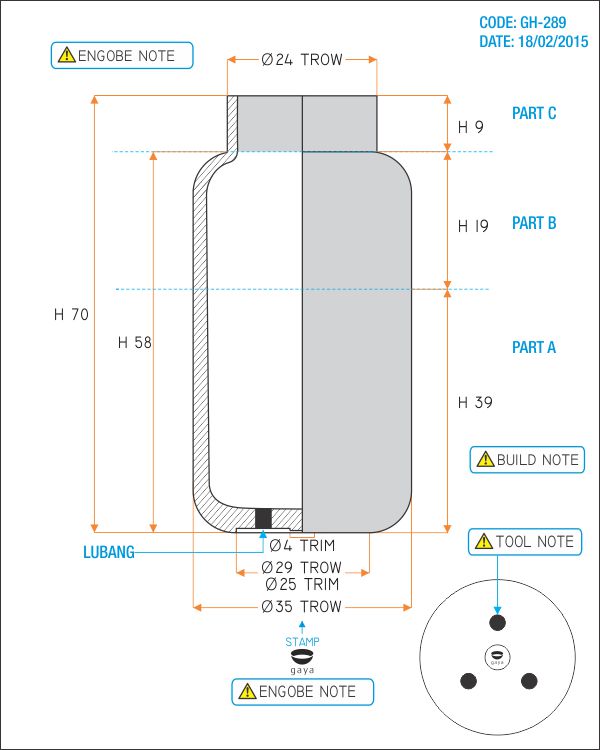 CODE: GH-289
DATE: 18/02/2015
ENGOBE NOTE
Ø24 TROW
H 9
PART C
H 19
PART B
H 70
H 58
PART A
H 39
BUILD NOTE
TOOL NOTE
LUBANG
Ø4 TRIM
Ø29 TROW
Ø25 TRIM
Ø35 TROW
STAMP
gaya
ENGOBE NOTE